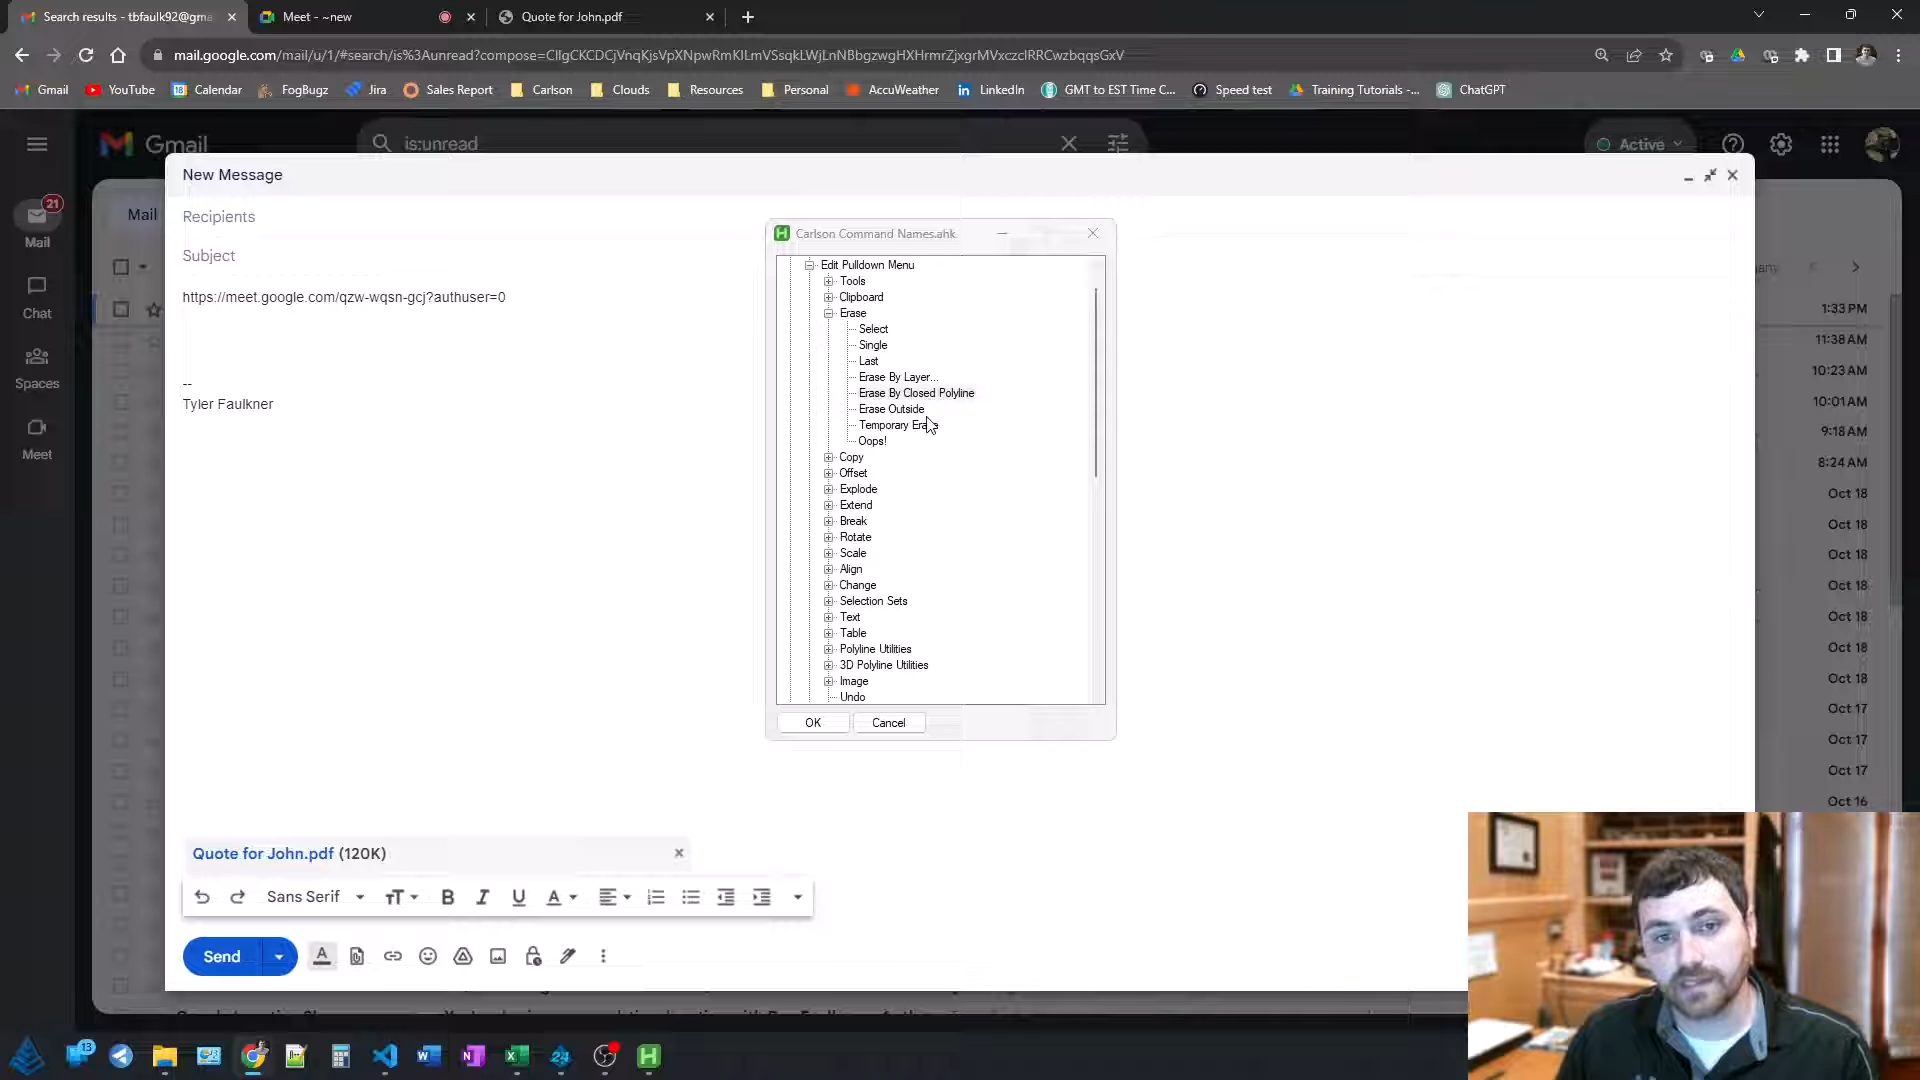 Search results - tbfaulk92@gma
Meet - ~new
Quote for John.pdf
mail.google.com/mail/u/1/#search/is%3Aunread?compose=
Gmail
YouTube
Calendar
FogBugz
Jira
Sales Report
Carlson
Clouds
Resources
Personal
AccuWeather
LinkedIn
GMT to EST Time C...
Speed test
Training Tutorials -...
ChatGPT
Gmail
is:unread
Active
New Message
Recipients
Subject
https://meet.google.com/qzw-wqsn-gcj?authuser=0
--
Tyler Faulkner
21
Mail
Chat
Spaces
Meet
Mail
Carlson Command Names.ahk
Edit Pulldown Menu
Tools
Clipboard
Erase
Select
Single
Last
Erase By Layer...
Erase By Closed Polyline
Erase Outside
Temporary Erase
Oops!
Copy
Offset
Explode
Extend
Break
Rotate
Scale
Align
Change
Selection Sets
Text
Table
Polyline Utilities
3D Polyline Utilities
Image
Undo
OK
Cancel
1:33 PM
11:38 AM
10:23 AM
10:01 AM
9:18 AM
8:24 AM
Oct 18
Oct 18
Oct 18
Oct 18
Oct 18
Oct 18
Oct 18
Oct 17
Oct 17
Oct 17
Oct 16
Quote for John.pdf (120K)
Sans Serif
Send
13
24